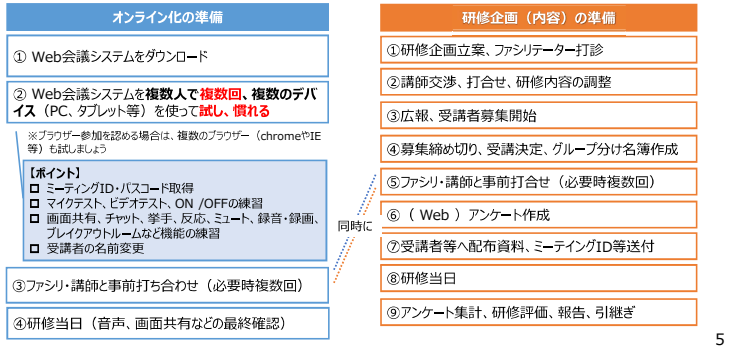 オンライン化の準備
① Web会議システムをダウンロード
② Web会議システムを複数人で複数回、複数のデバ
イス（PC、タブレット等）を使って試し、慣れる
※ブラウザー参加を認める場合は、複数のブラウザー（chromeやIE
等）も試しましょう
【ポイント】
□ ミーティングID・パスコード取得
□ マイクテスト、ビデオテスト、ON /OFFの練習
□ 画面共有、チャット、挙手、反応、ミュート、録音・録画、
ブレイクアウトルームなど機能の練習
□ 受講者の名前変更
③ファシリ・講師と事前打ち合わせ（必要時複数回）
④研修当日（音声、画面共有などの最終確認）
同時に
研修企画（内容）の準備
①研修企画立案、ファシリテーター打診
②講師交渉、打合せ、研修内容の調整
③広報、受講者募集開始
④募集締め切り、受講決定、グループ分け名簿作成
⑤ファシリ・講師と事前打合せ（必要時複数回）
⑥（ Web ）アンケート作成
⑦受講者等へ配布資料、ミーテイングID等送付
⑧研修当日
⑨アンケート集計、研修評価、報告、引継ぎ
5